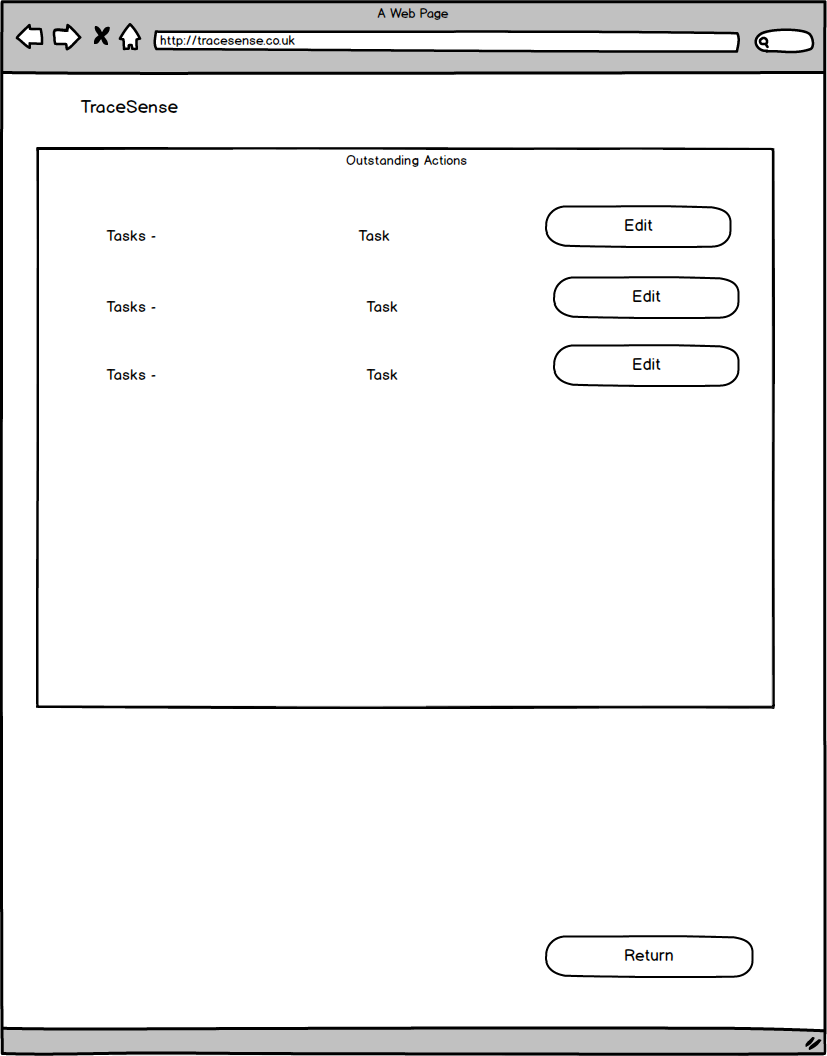 A Web Page
http://tracesense.co.uk
TraceSense
Outstanding Actions
Tasks - Task Edit
Tasks - Task Edit
Tasks - Task Edit
Return